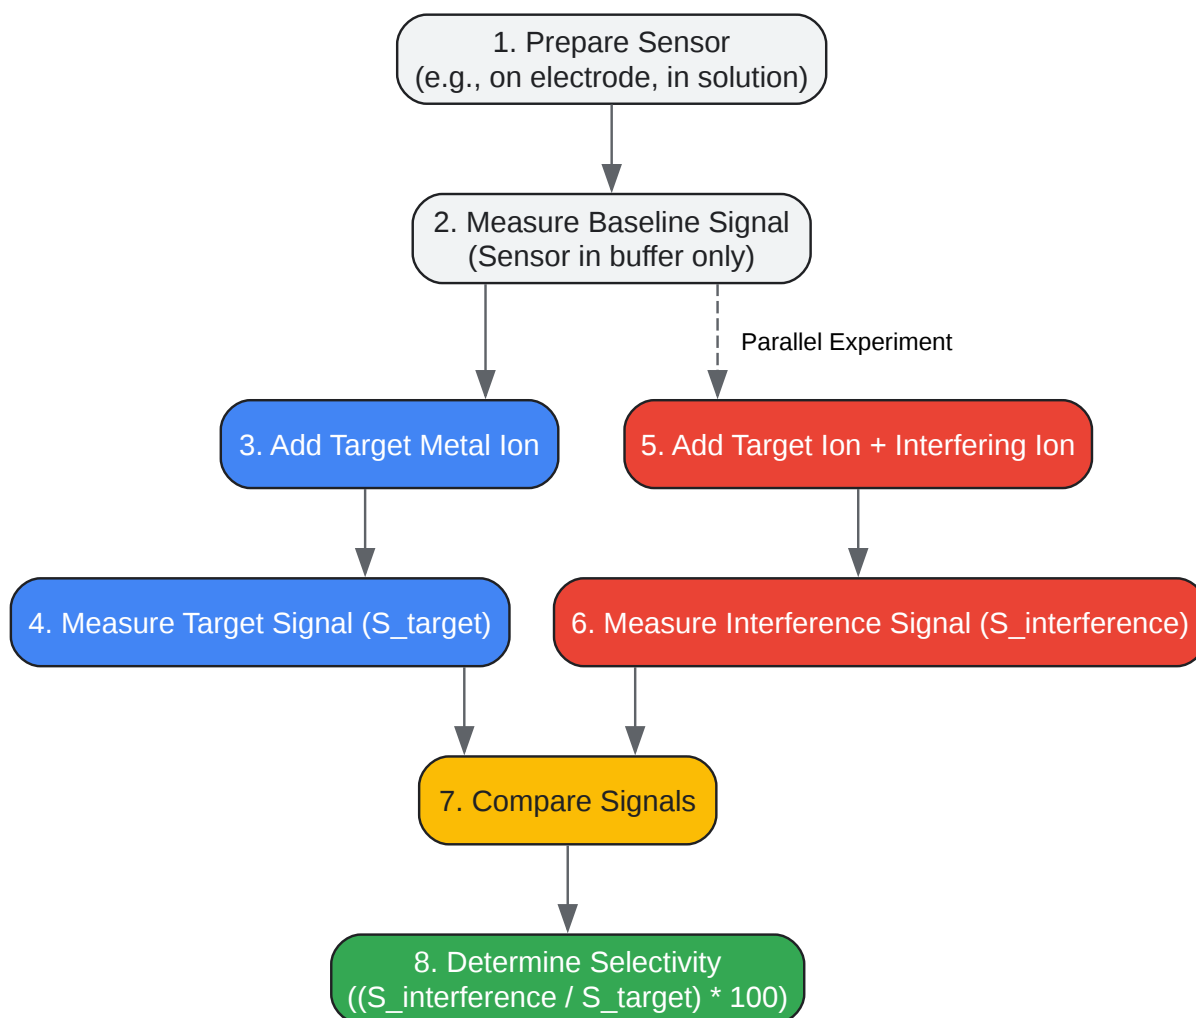 1. Prepare Sensor
(e.g., on electrode, in solution)
2. Measure Baseline Signal
(Sensor in buffer only)
Parallel Experiment
3. Add Target Metal Ion
5. Add Target Ion + Interfering Ion
4. Measure Target Signal (S_target)
6. Measure Interference Signal (S_interference)
7. Compare Signals
8. Determine Selectivity
((S_interference / S_target) * 100)